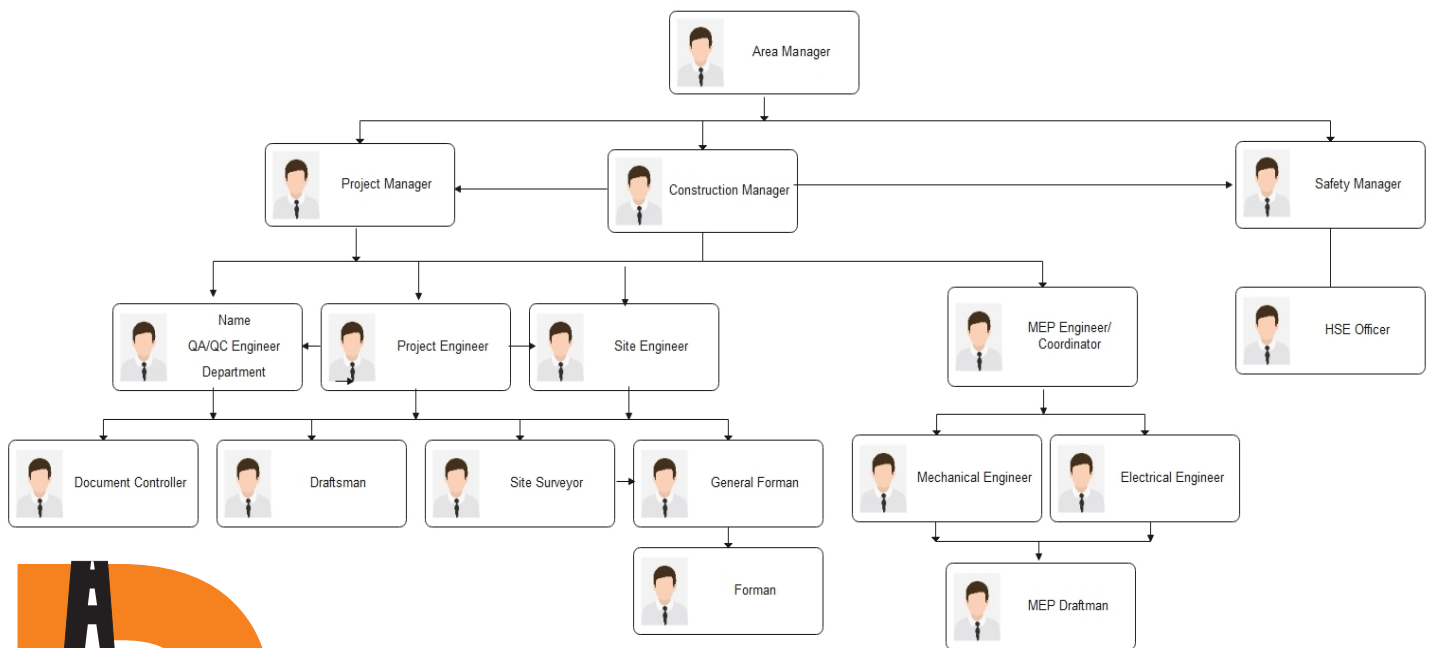 Area Manager
Project Manager
Construction Manager
Safety Manager
Name
QA/QC Engineer
Department
Project Engineer
Site Engineer
MEP Engineer/
Coordinator
HSE Officer
Document Controller
Draftsman
Site Surveyor
General Forman
Mechanical Engineer
Electrical Engineer
Forman
MEP Draftman